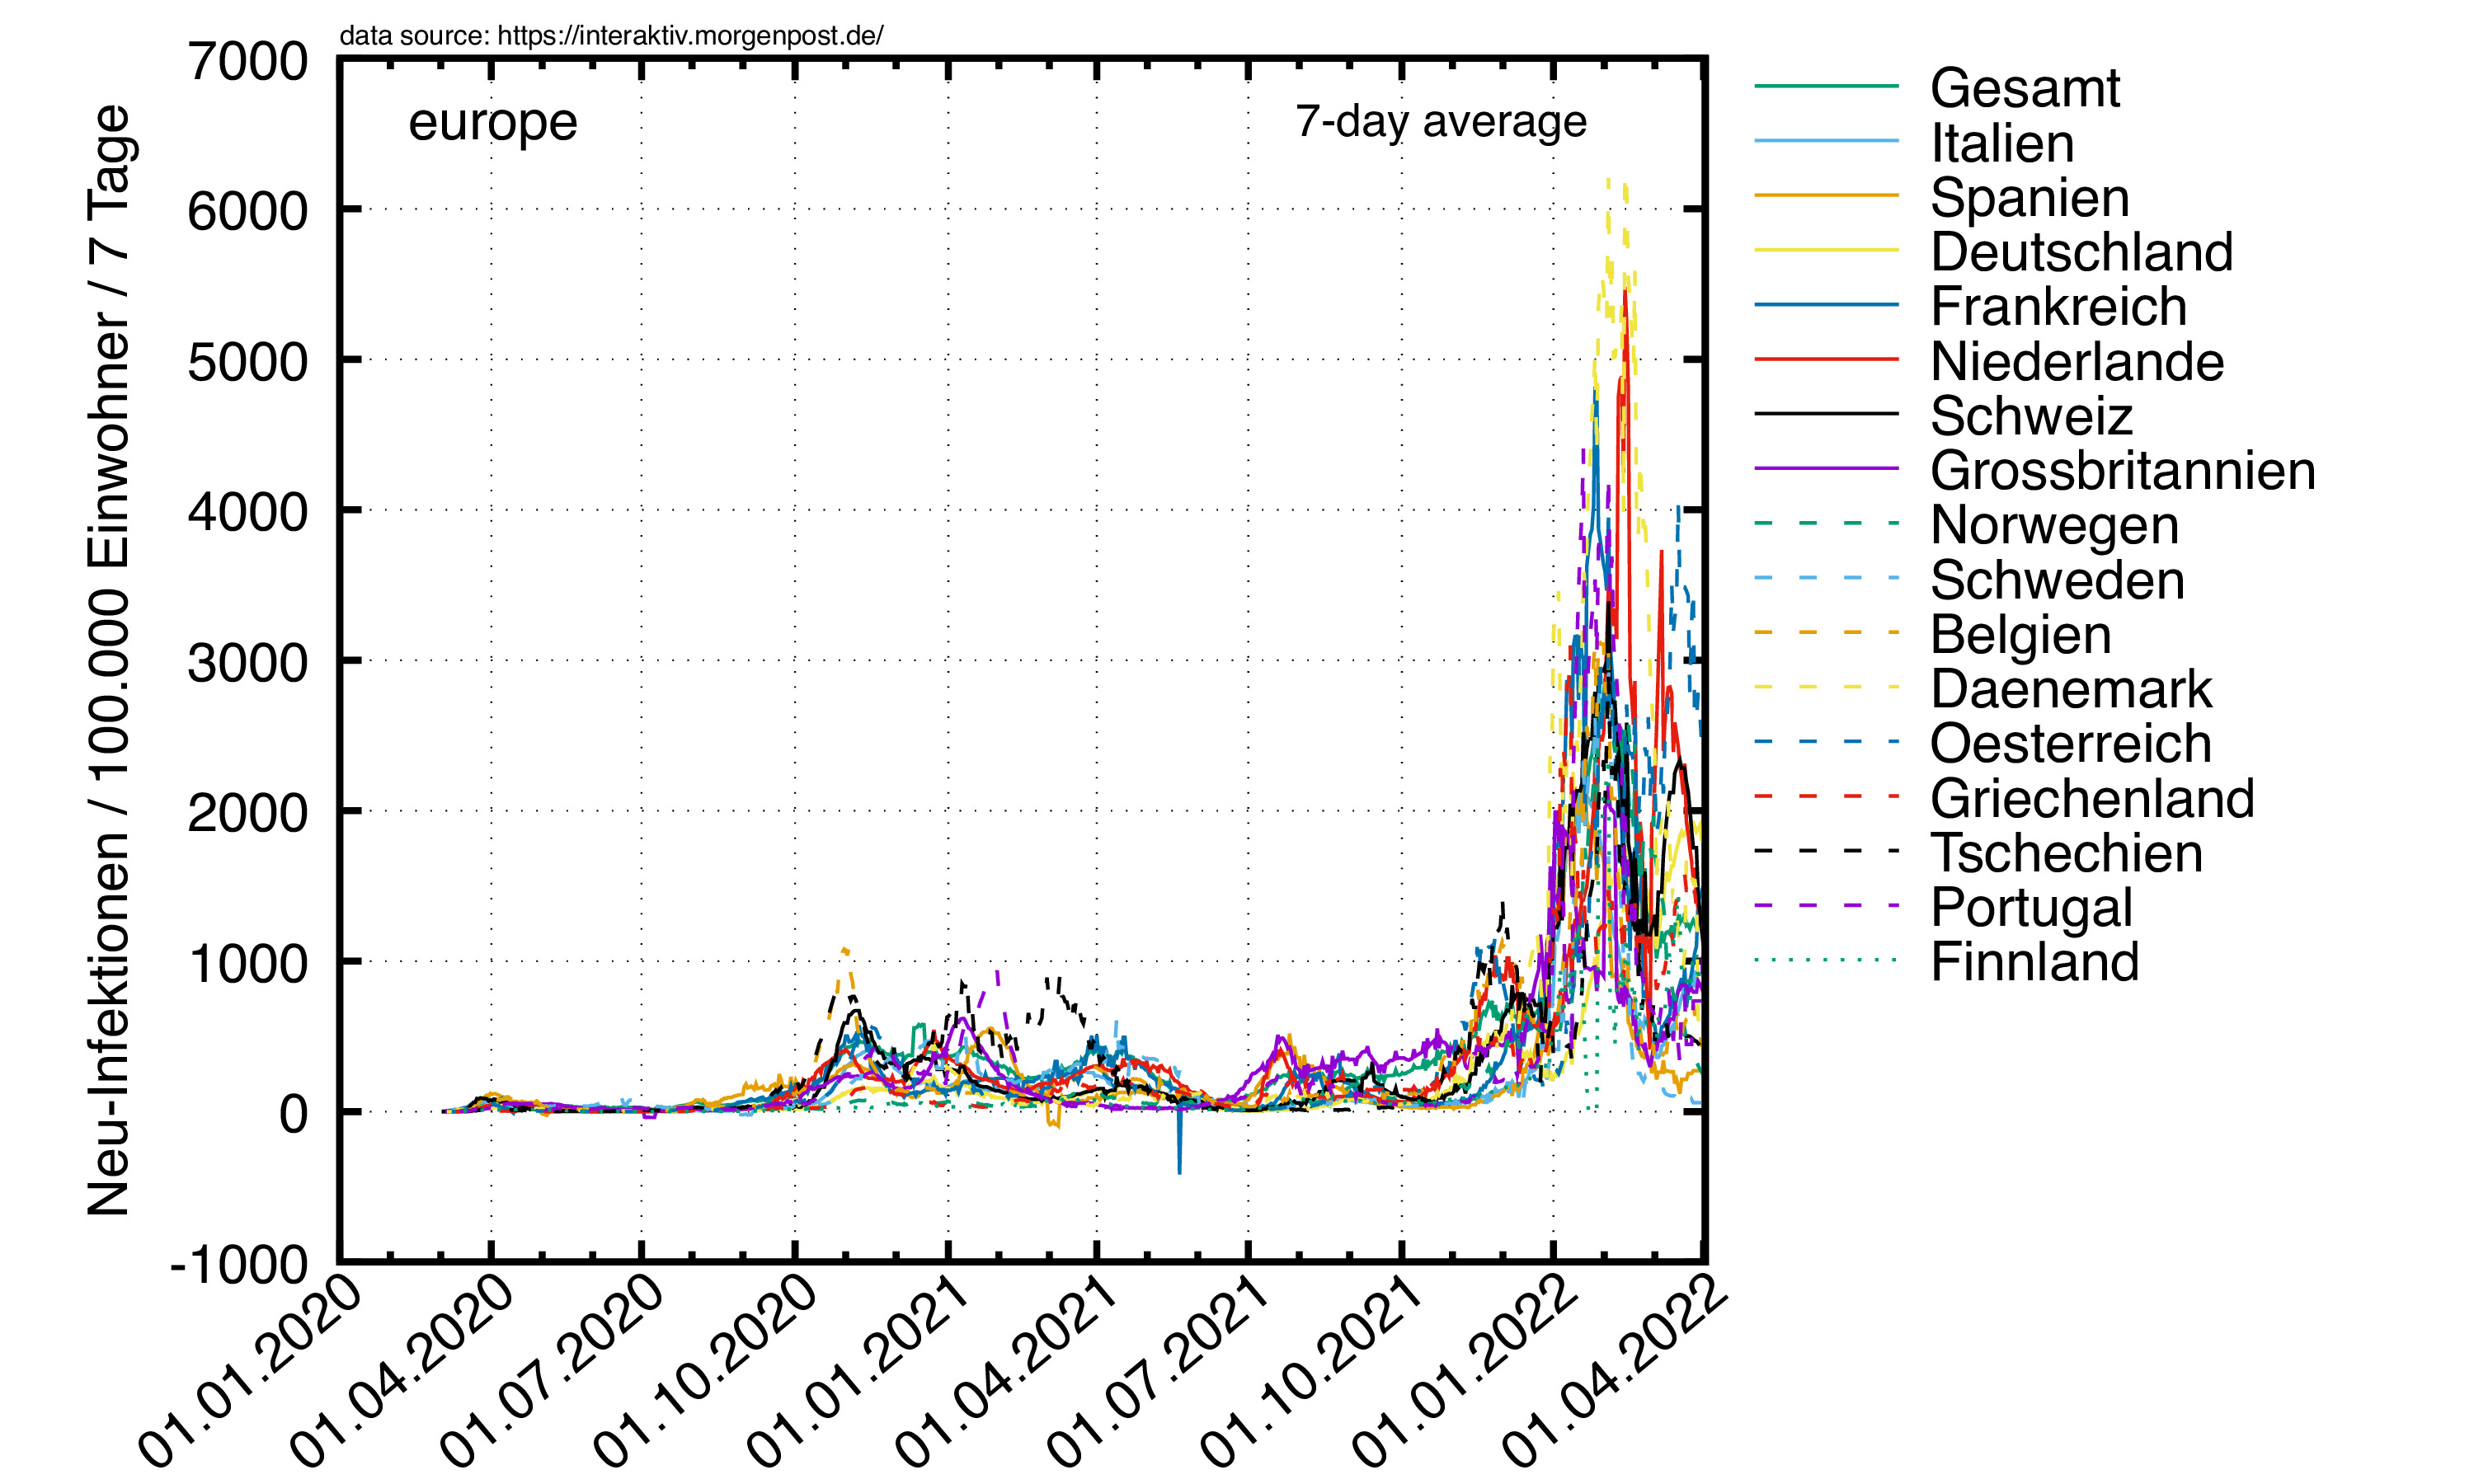 data source: https://interaktiv.morgenpost.de/
europe
7-day average
Neu-Infektionen / 100.000 Einwohner / 7 Tage
7000
6000
5000
4000
3000
2000
1000
0
-1000
01.01.2020
01.04.2020
01.07.2020
01.10.2020
01.01.2021
01.04.2021
01.07.2021
01.10.2021
01.01.2022
01.04.2022
Gesamt
Italien
Spanien
Deutschland
Frankreich
Niederlande
Schweiz
Grossbritannien
Norwegen
Schweden
Belgien
Daenemark
Oesterreich
Griechenland
Tschechien
Portugal
Finnland